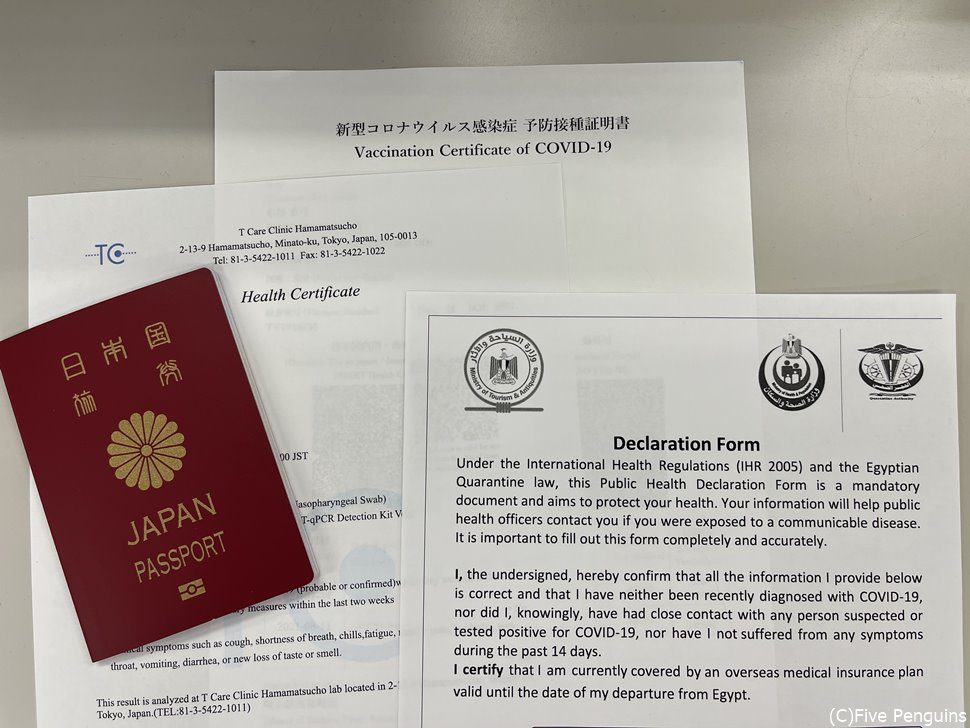 新型コロナウイルス感染症 予防接種証明書
Vaccination Certificate of COVID-19
TC
T Care Clinic Hamamatsucho
2-13-9 Hamamatsucho, Minato-ku, Tokyo, Japan, 105-0013
Tel: 81-3-5422-1011 Fax: 81-3-5422-1022
Health Certificate
00 JST
asopharyngeal Swab)
T-qPCR Detection Kit
(probable or confirmed)w
measures within the last two weeks
symptoms such as cough, shortness of breath, chills,fatigue,
throat, vomiting, diarrhea, or new loss of taste or smell.
This result is analyzed at T Care Clinic Hamamatsucho lab located in 2-
Tokyo, Japan.(TEL:81-3-5422-1011)
日本国
旅券
JAPAN
PASSPORT
وزارة السياحة والآثار
Ministry of Tourism & Antiquities
وزارة الصحة والسكان
Quarantine Authority
Declaration Form
Under the International Health Regulations (IHR 2005) and the Egyptian
Quarantine law, this Public Health Declaration Form is a mandatory
document and aims to protect your health. Your information will help public
health officers contact you if you were exposed to a communicable disease.
It is important to fill out this form completely and accurately.
I, the undersigned, hereby confirm that all the information I provide below
is correct and that I have neither been recently diagnosed with COVID-19,
nor did I, knowingly, have had close contact with any person suspected or
tested positive for COVID-19, nor have I not suffered from any symptoms
during the past 14 days.
I certify that I am currently covered by an overseas medical insurance plan
valid until the date of my departure from Egypt.
(C)Five Penguins